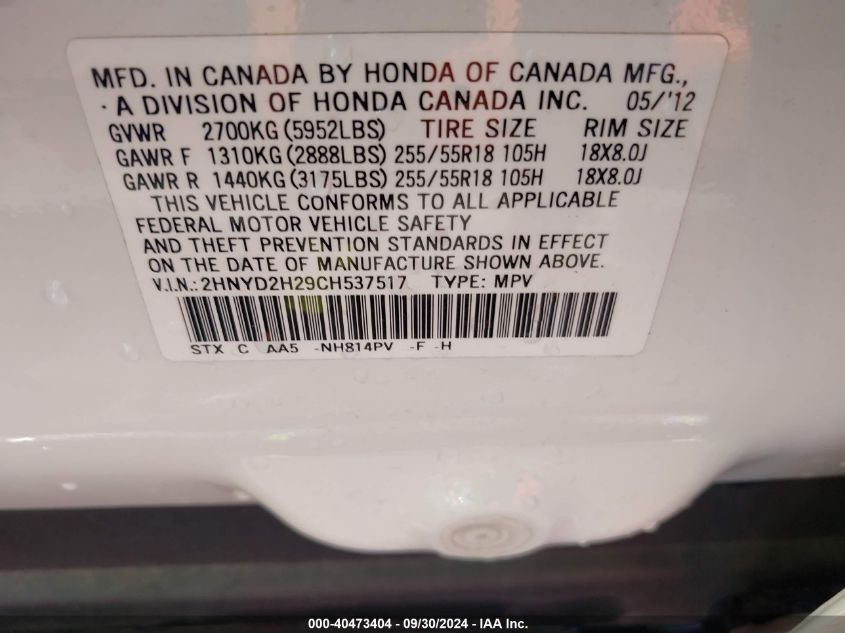 MFD. IN CANADA BY HONDA OF CANADA MFG.,
· A DIVISION OF HONDA CANADA INC. 05/'12
GVWR 2700KG (5952LBS) TIRE SIZE RIM SIZE
GAWR F 1310KG (2888LBS) 255/55R18 105H 18X8.0J
GAWR R 1440KG (3175LBS) 255/55R18 105H 18X8.0J
THIS VEHICLE CONFORMS TO ALL APPLICABLE
FEDERAL MOTOR VEHICLE SAFETY
AND THEFT PREVENTION STANDARDS IN EFFECT
ON THE DATE OF MANUFACTURE SHOWN ABOVE.
V.I.N.: 2HNYD2H29CH537517 TYPE: MPV
STX C AA5 -NH814PV -F -H
000-40473404 - 09/30/2024 - IAA Inc.